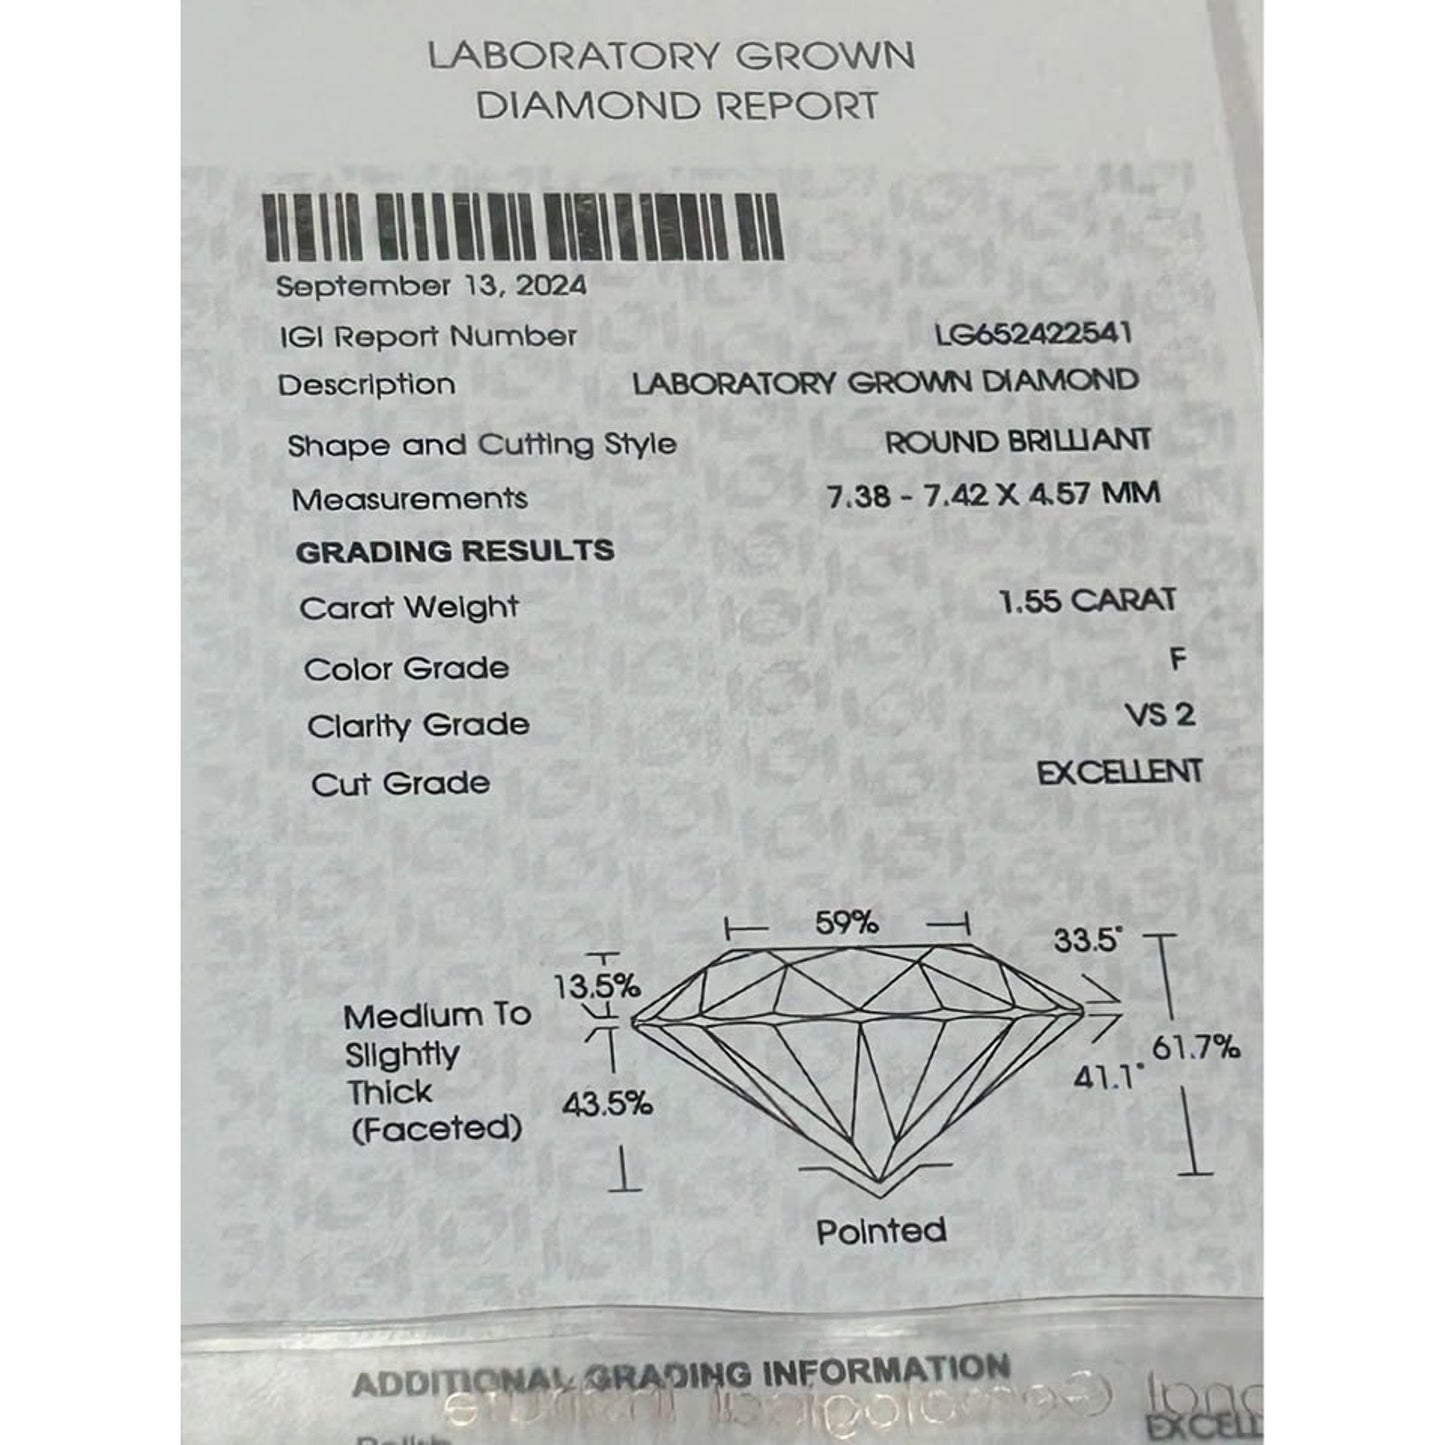 LABORATORY GROWN
DIAMOND REPORT
September 13, 2024
IGI Report Number LG652422541
Description LABORATORY GROWN DIAMOND
Shape and Cutting Style ROUND BRILLIANT
Measurements 7.38 - 7.42 X 4.57 MM
GRADING RESULTS
Carat Weight 1.55 CARAT
Color Grade F
Clarity Grade VS 2
Cut Grade EXCELLENT
59%
33.5°
13.5%
Medium To
Slightly
Thick
(Faceted)
43.5%
61.7%
41.1°
Pointed
ADDITIONAL GRADING INFORMATION